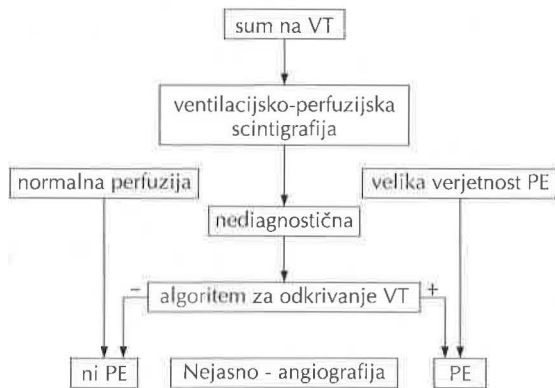 sum na VT
ventilacijsko-perfuzijska
scintigrafija
normalna perfuzija
velika verjetnost PE
nediagnostična
– algoritem za odkrivanje VT +
ni PE
Nejasno - angiografija
PE